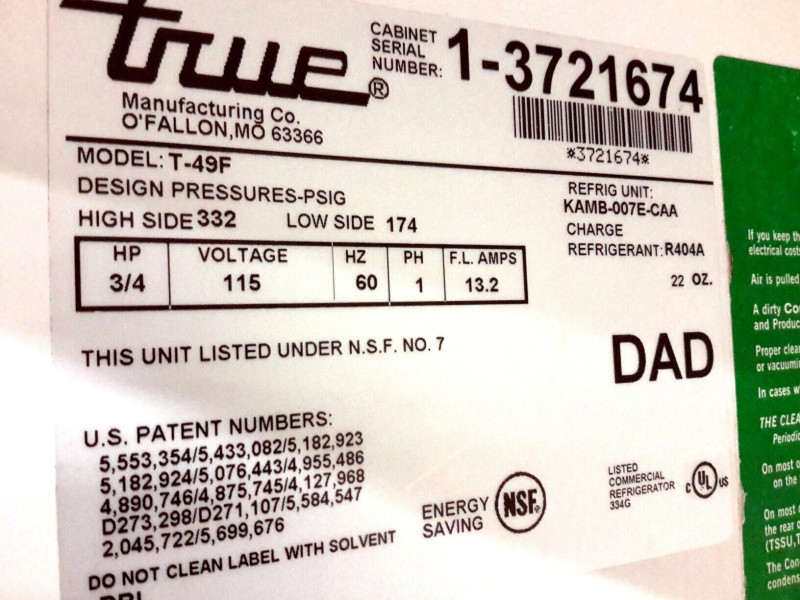 true®
Manufacturing Co.
O'FALLON,MO 63366
CABINET
SERIAL
NUMBER: 1-3721674
*3721674*
MODEL: T-49F
DESIGN PRESSURES-PSIG
HIGH SIDE 332 LOW SIDE 174
REFRIG UNIT:
KAMB-007E-CAA
CHARGE
REFRIGERANT: R404A
22 OZ.
HP VOLTAGE HZ PH F.L. AMPS
3/4 115 60 1 13.2
THIS UNIT LISTED UNDER N.S.F. NO. 7
DAD
U.S. PATENT NUMBERS:
5,553,354/5,433,082/5,182,923
5,182,924/5,076,443/4,955,486
4,890,746/4,875,745/4,127,968
D273,298/D271,107/5,584,547
2,045,722/5,699,676
DO NOT CLEAN LABEL WITH SOLVENT
ENERGY
SAVING
NSF
LISTED
COMMERCIAL
REFRIGERATOR
334G
C UL US
If you keep th
electrical costs
Air is pulled
A dirty Co
and Produc
Proper clea
or vacuumi
In cases w
THE CLEA
Periodic
On most o
on the
On most o
the rear o
(TSSU,T
The Con
condens